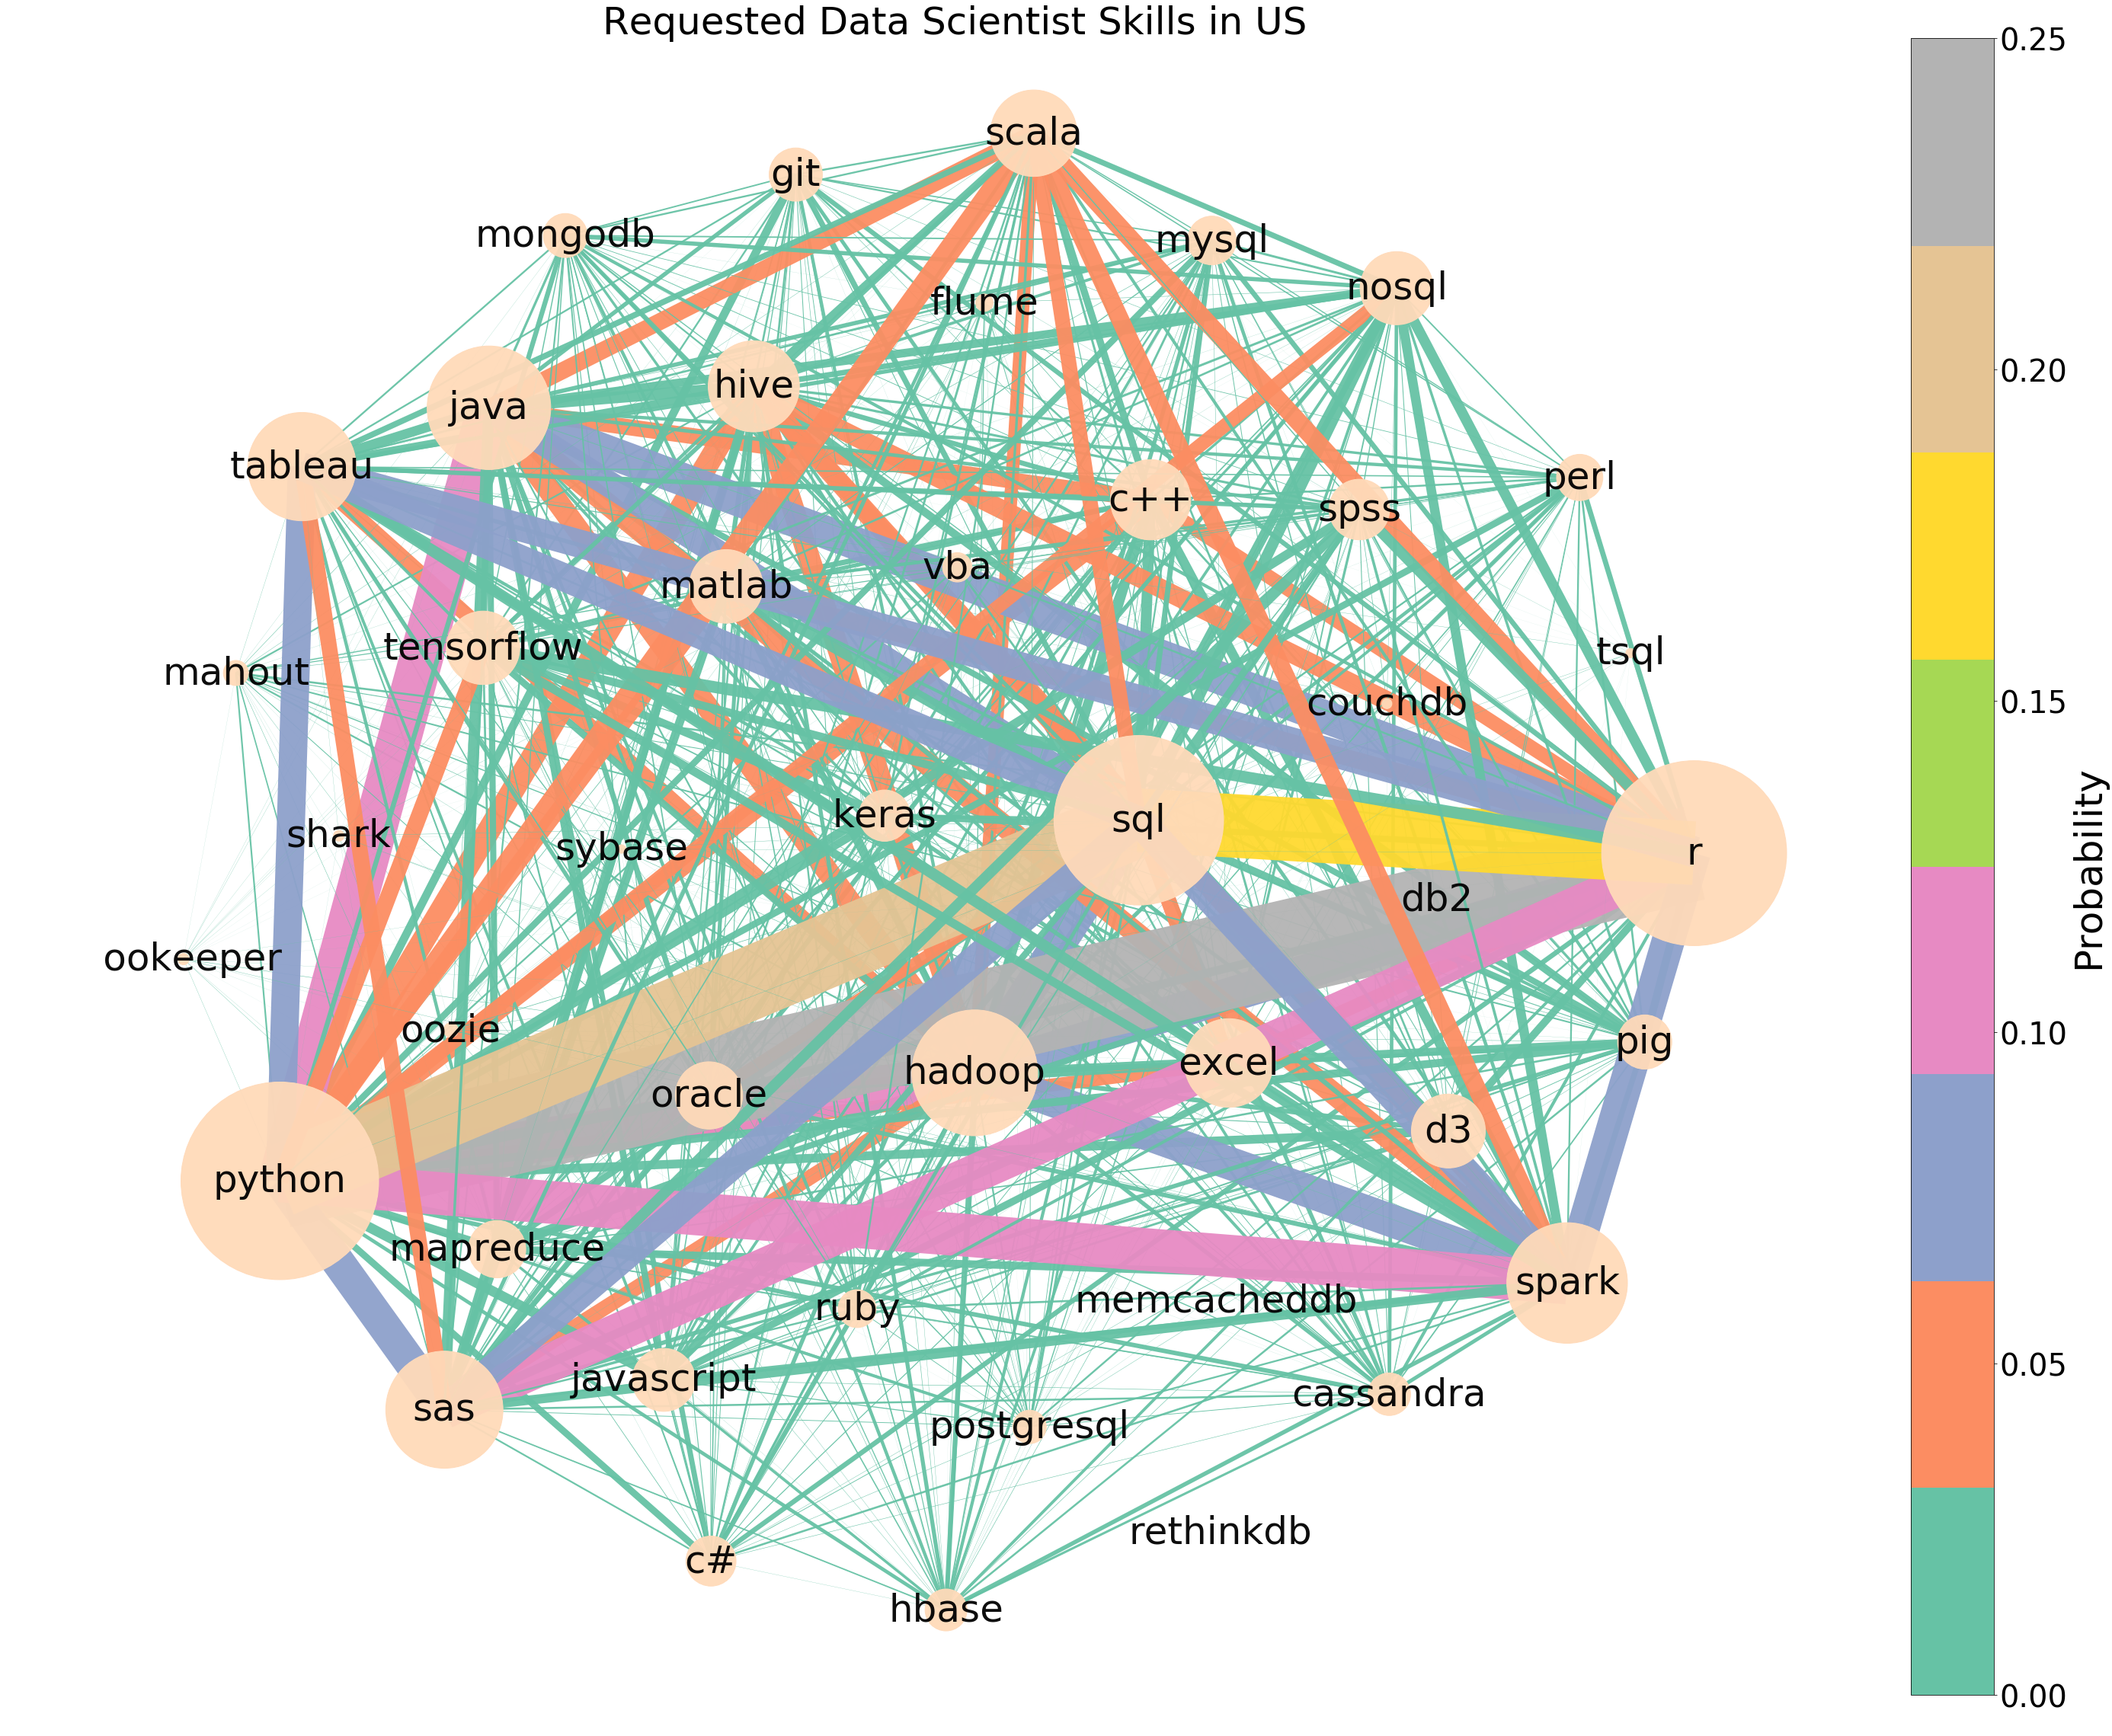 Requested Data Scientist Skills in US
0.25
scala
git
mongodb
mysql
nosql
flume
0.20
hive
java
tableau
perl
c++
spss
vba
matlab
tensorflow
tsql
mahout
couchdb
0.15
keras
sql
shark
sybase
r
Probability
db2
ookeeper
oozie
0.10
pig
excel
hadoop
oracle
d3
python
mapreduce
spark
memcacheddb
ruby
0.05
javascript
cassandra
sas
postgresql
rethinkdb
c#
hbase
0.00